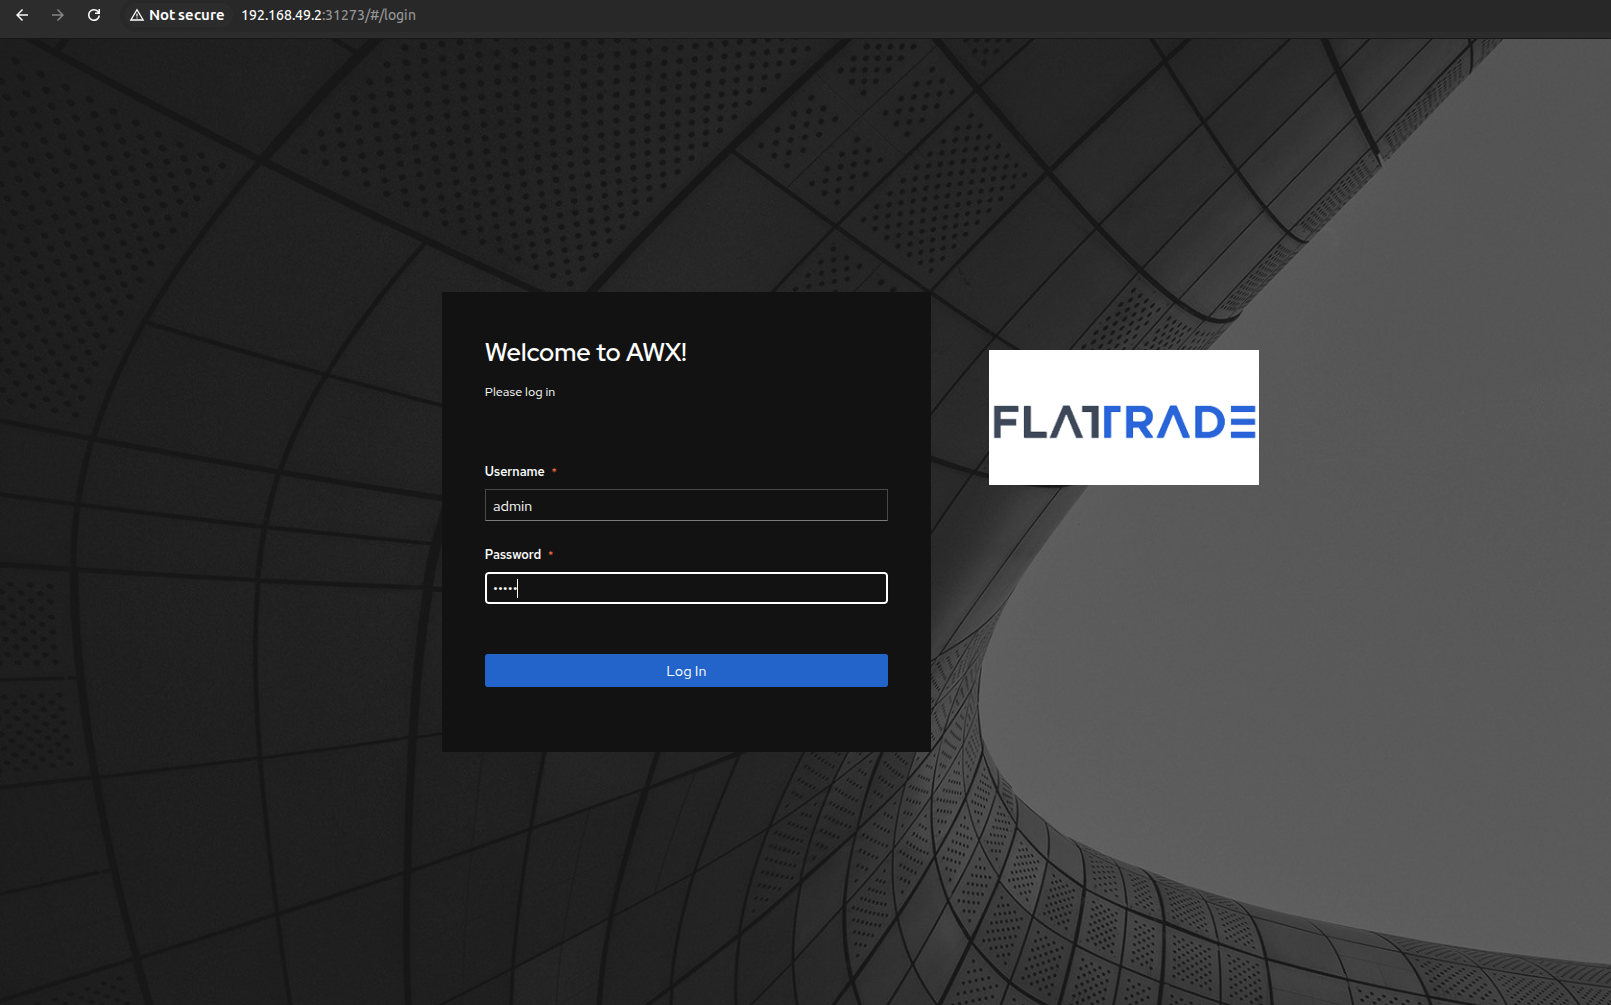 Not secure 192.168.49.2:31273/#/login
Welcome to AWX!
Please log in
Username *
admin
Password *
•••••
Log In
FLATTRADE